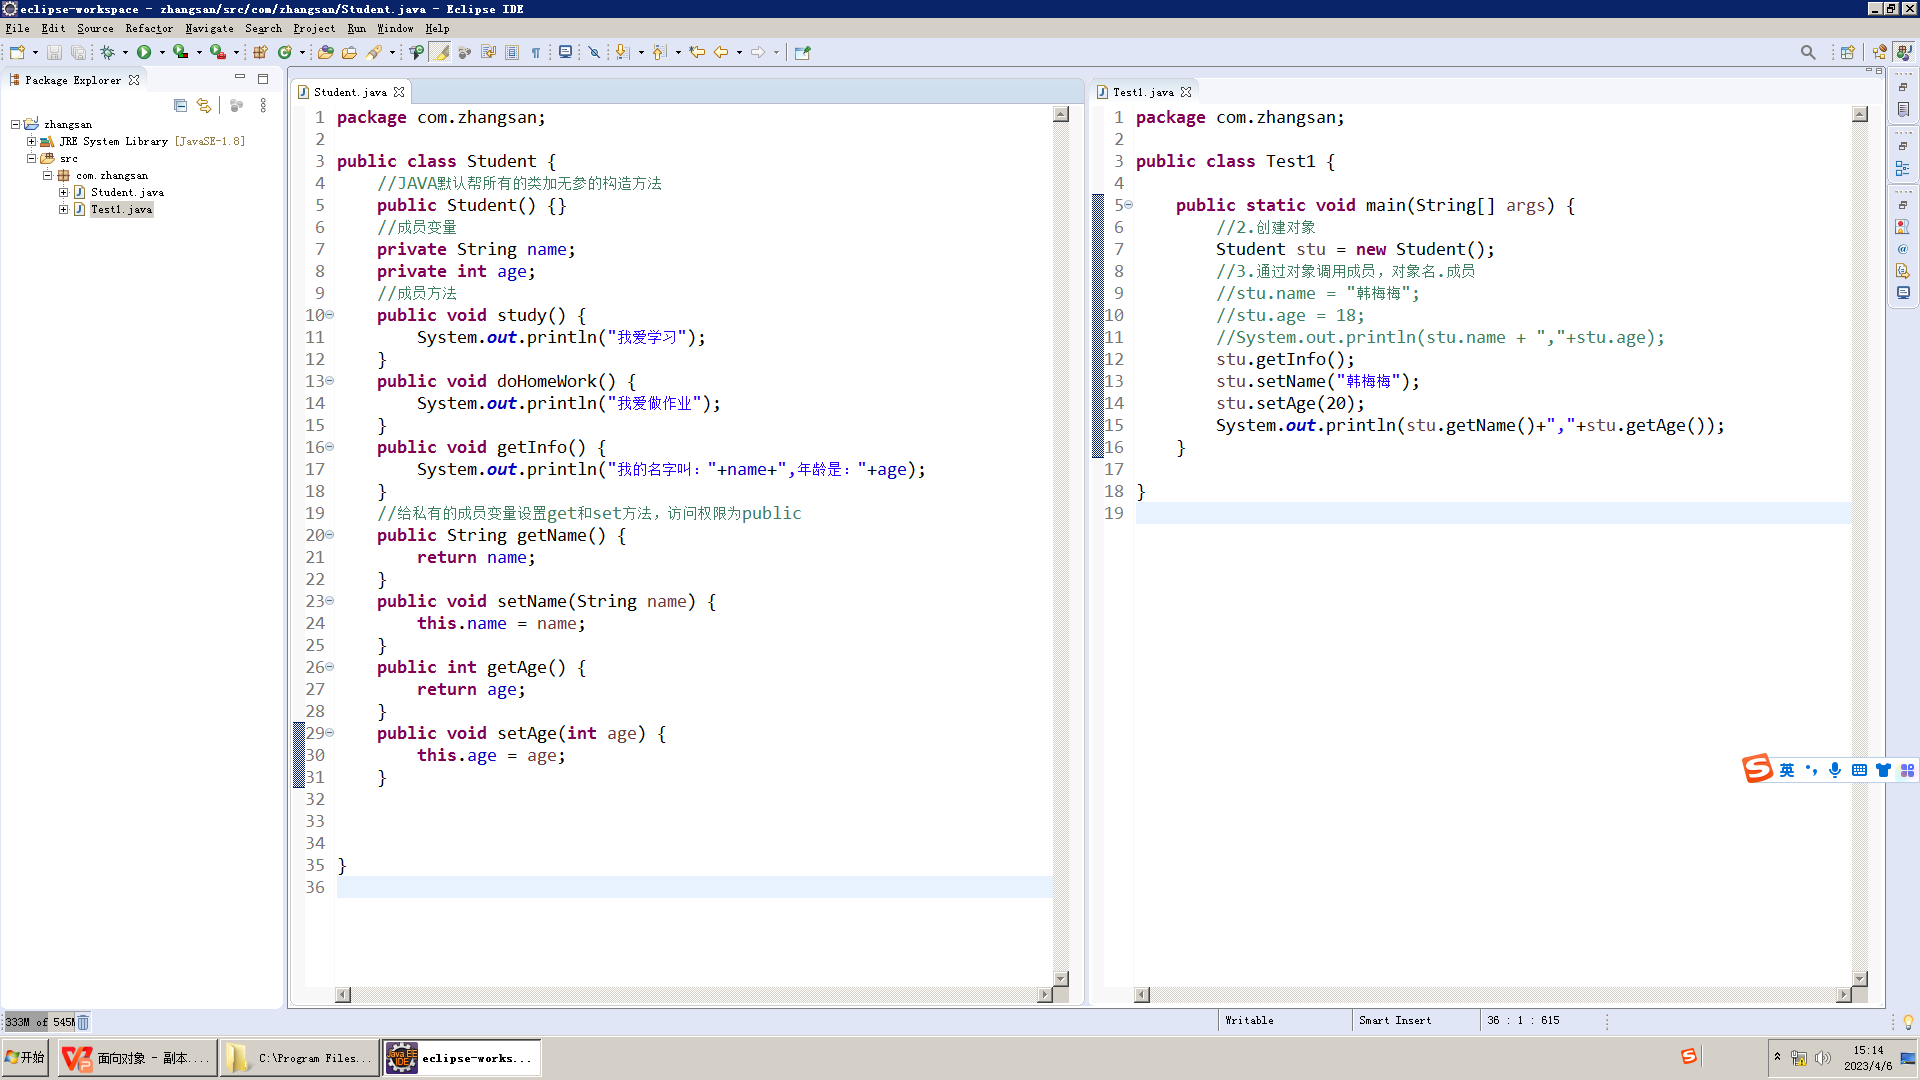 eclipse-workspace - zhangsan/src/com/zhangsan/Student.java - Eclipse IDE
File Edit Source Refactor Navigate Search Project Run Window Help
Package Explorer
zhangsan
JRE System Library [JavaSE-1.8]
src
com.zhangsan
Student.java
Test1.java
Student.java
1 package com.zhangsan;
2
3 public class Student {
4 //JAVA默认帮所有的类加无参的构造方法
5 public Student() {}
6 //成员变量
7 private String name;
8 private int age;
9 //成员方法
10 public void study() {
11 System.out.println("我爱学习");
12 }
13 public void doHomeWork() {
14 System.out.println("我爱做作业");
15 }
16 public void getInfo() {
17 System.out.println("我的名字叫："+name+",年龄是："+age);
18 }
19 //给私有的成员变量设置get和set方法，访问权限为public
20 public String getName() {
21 return name;
22 }
23 public void setName(String name) {
24 this.name = name;
25 }
26 public int getAge() {
27 return age;
28 }
29 public void setAge(int age) {
30 this.age = age;
31 }
32
33
34
35 }
36
Test1.java
1 package com.zhangsan;
2
3 public class Test1 {
4
5 public static void main(String[] args) {
6 //2.创建对象
7 Student stu = new Student();
8 //3.通过对象调用成员，对象名.成员
9 //stu.name = "韩梅梅";
10 //stu.age = 18;
11 //System.out.println(stu.name + ","+stu.age);
12 stu.getInfo();
13 stu.setName("韩梅梅");
14 stu.setAge(20);
15 System.out.println(stu.getName()+","+stu.getAge());
16 }
17
18 }
19
英
333M of 545M
Writable
Smart Insert
36 : 1 : 615
开始
面向对象 - 副本....
C:\Program Files...
eclipse-works...
15:14
2023/4/6